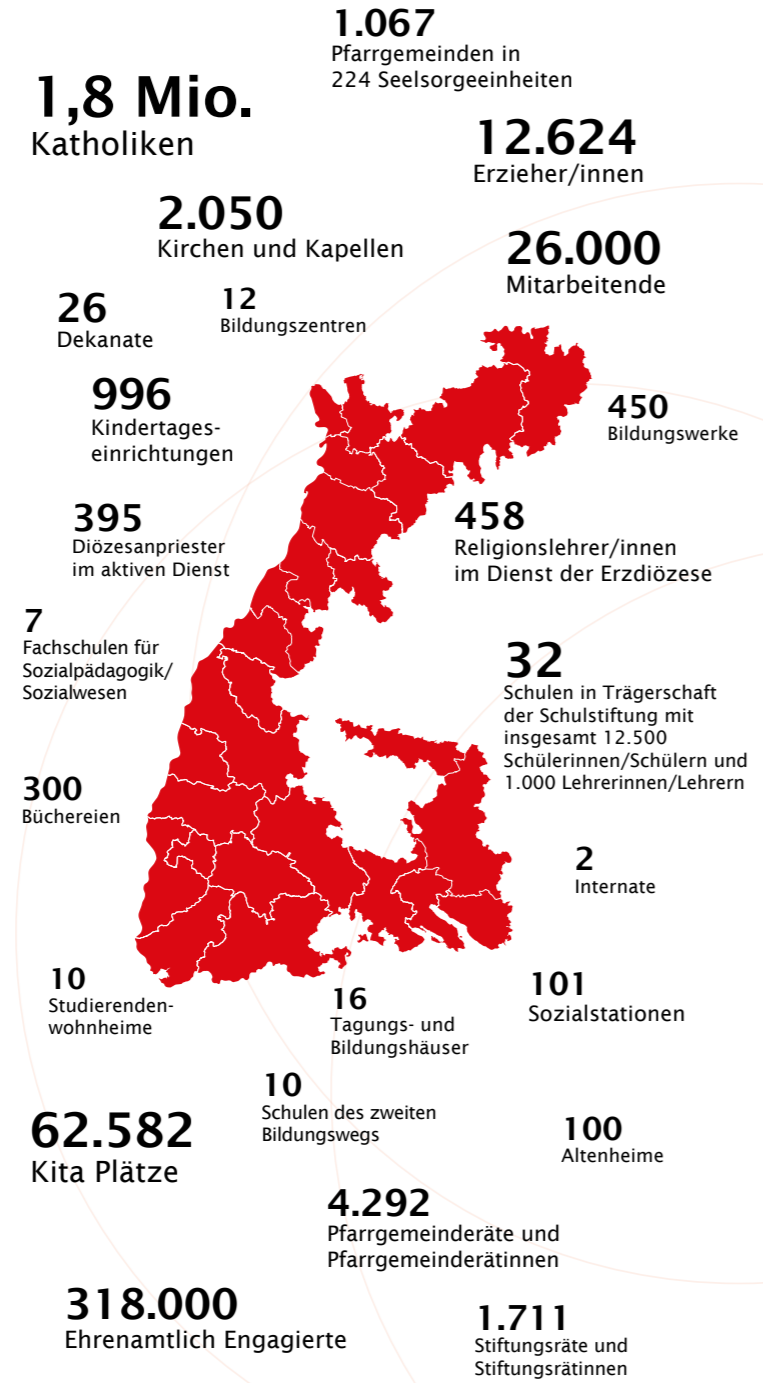 1.067
Pfarrgemeinden in
224 Seelsorgeeinheiten
1,8 Mio.
Katholiken
12.624
Erzieher/innen
2.050
Kirchen und Kapellen
26.000
Mitarbeitende
26
Dekanate
12
Bildungszentren
996
Kindertages-
einrichtungen
450
Bildungswerke
395
Diözesanpriester
im aktiven Dienst
458
Religionslehrer/innen
im Dienst der Erzdiözese
7
Fachschulen für
Sozialpädagogik/
Sozialwesen
32
Schulen in Trägerschaft
der Schulstiftung mit
insgesamt 12.500
Schülerinnen/Schülern und
1.000 Lehrerinnen/Lehrern
300
Büchereien
2
Internate
10
Studierenden-
wohnheime
16
Tagungs- und
Bildungshäuser
101
Sozialstationen
10
Schulen des zweiten
Bildungswegs
62.582
Kita Plätze
100
Altenheime
4.292
Pfarrgemeinderäte und
Pfarrgemeinderätinnen
318.000
Ehrenamtlich Engagierte
1.711
Stiftungsräte und
Stiftungsrätinnen